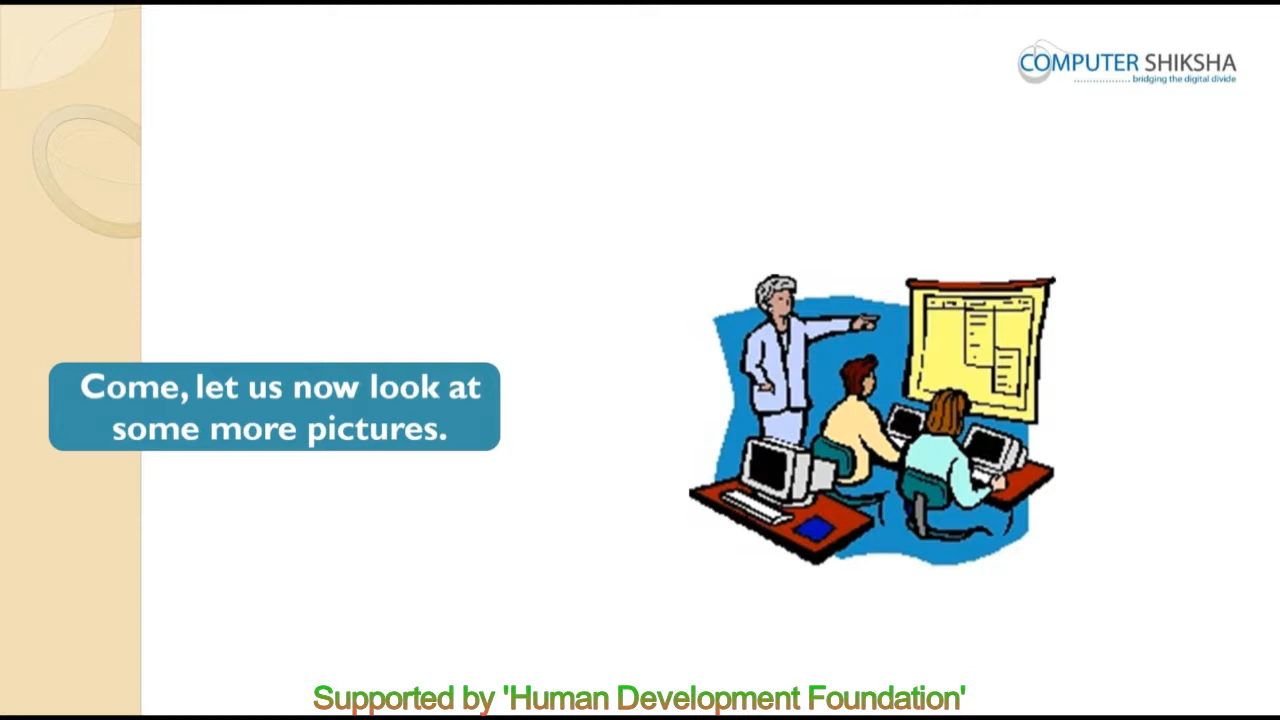 COMPUTER SHIKSHA
bridging the digital divide
Come, let us now look at
some more pictures.
Supported by 'Human Development Foundation'